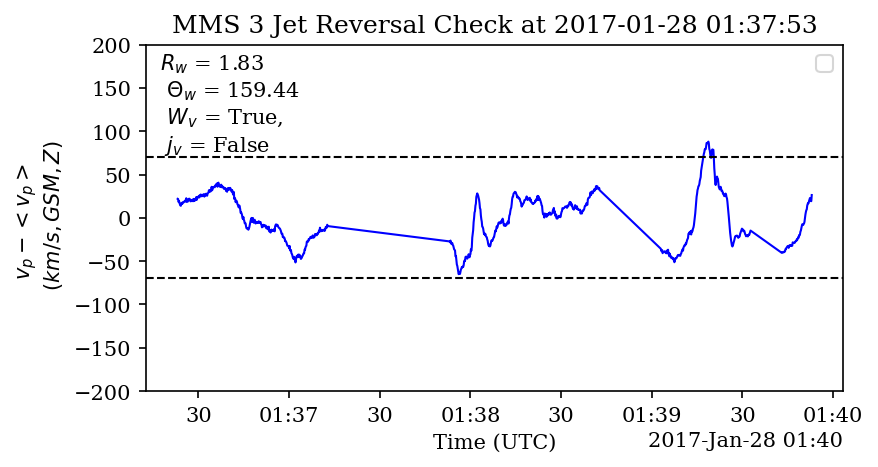 MMS 3 Jet Reversal Check at 2017-01-28 01:37:53
R_w = 1.83
Θ_w = 159.44
W_v = True,
j_v = False
v_p − < v_p >
(km/s, GSM, Z)
200
150
100
50
0
−50
−100
−150
−200
30 01:37 30 01:38 30 01:39 30 01:40
Time (UTC) 2017-Jan-28 01:40